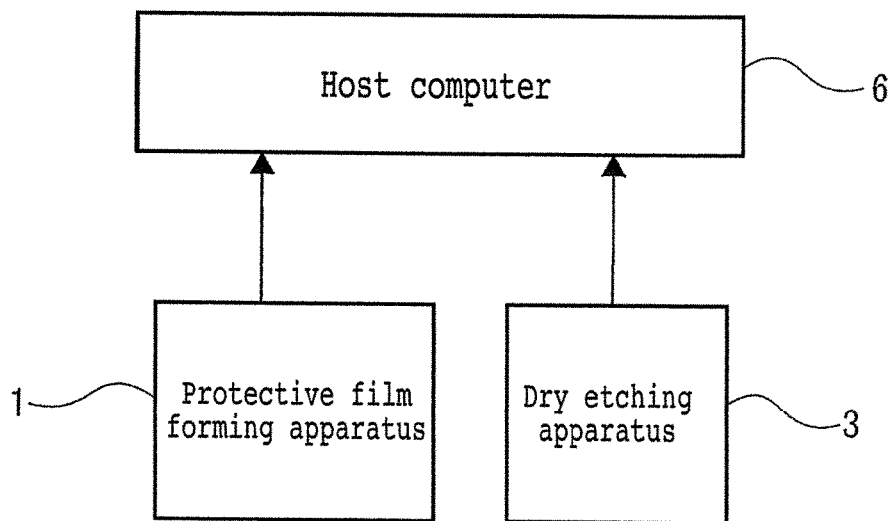 Host computer
6
Protective film
forming apparatus
1
Dry etching
apparatus
3